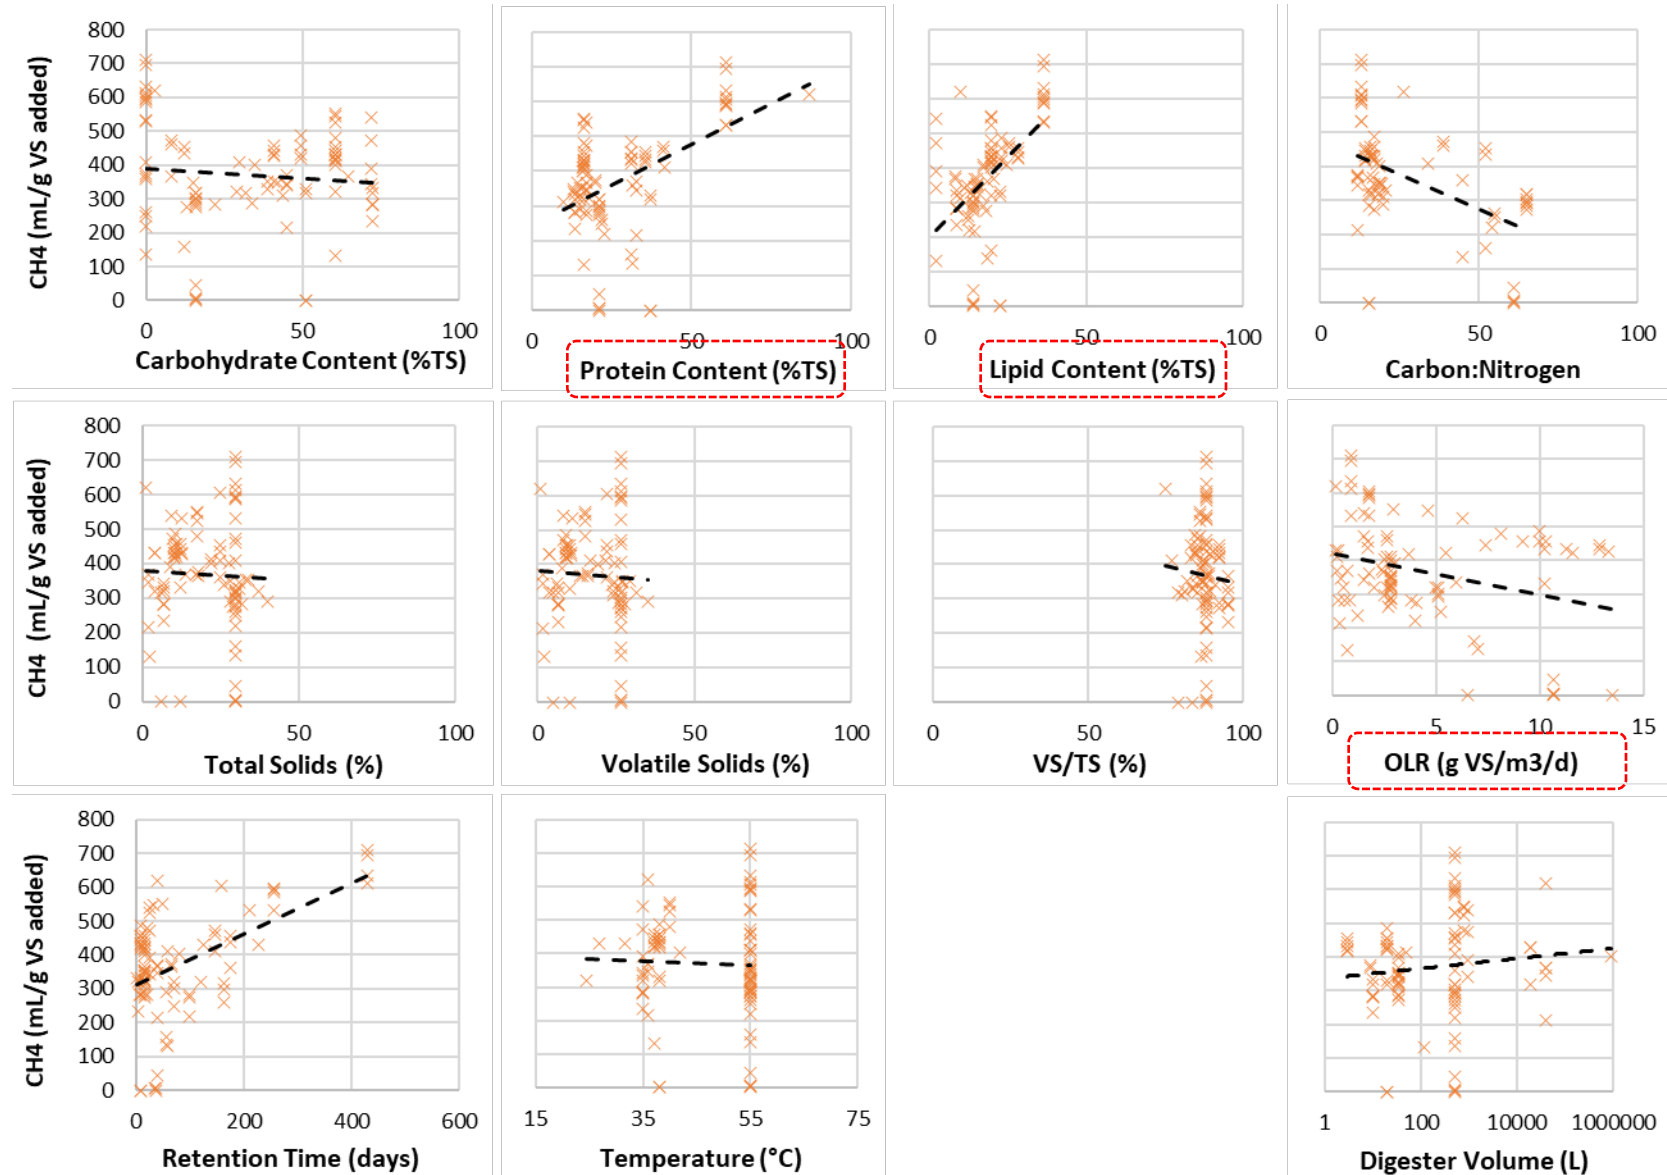 CH4 (mL/g VS added)
800
700
600
500
400
300
200
100
0
0 50 100
Carbohydrate Content (%TS)
0 50 100
Protein Content (%TS)
0 50 100
Lipid Content (%TS)
0 50 100
Carbon:Nitrogen
CH4 (mL/g VS added)
800
700
600
500
400
300
200
100
0
0 50 100
Total Solids (%)
0 50 100
Volatile Solids (%)
0 50 100
VS/TS (%)
0 5 10 15
OLR (g VS/m3/d)
CH4 (mL/g VS added)
800
700
600
500
400
300
200
100
0
0 200 400 600
Retention Time (days)
15 35 55 75
Temperature (°C)
1 100 10000 1000000
Digester Volume (L)